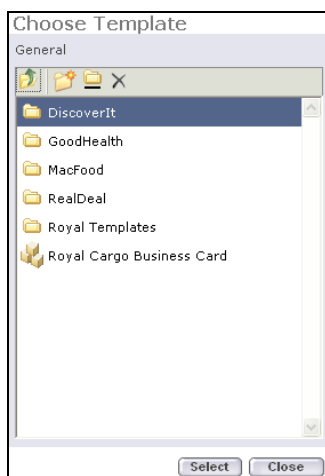 Choose Template
General
DiscoverIt
GoodHealth
MacFood
RealDeal
Royal Templates
Royal Cargo Business Card
Select Close